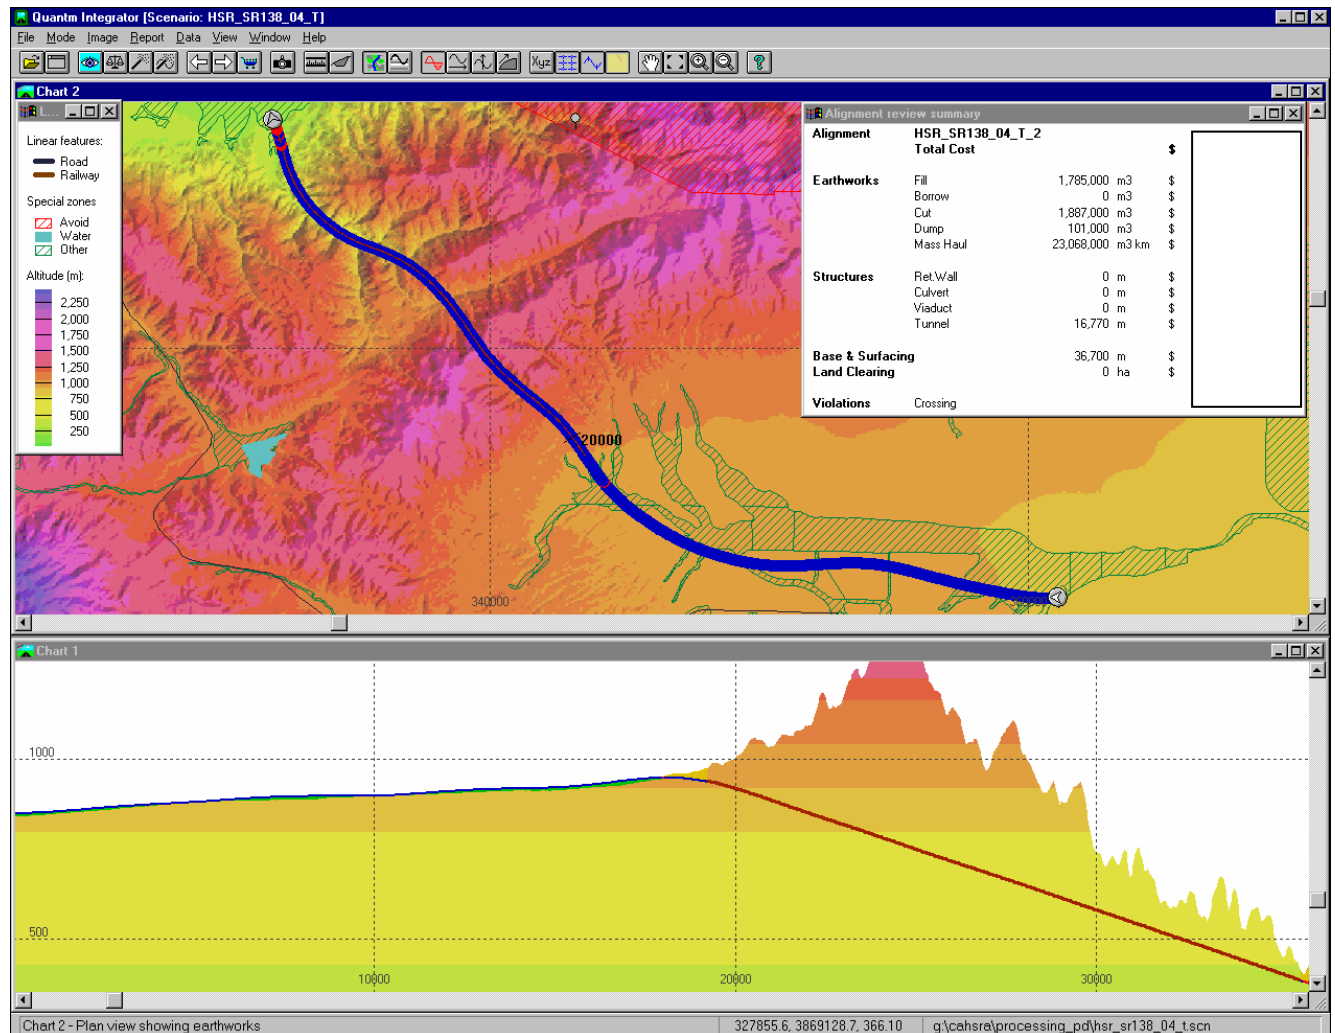 Quantm Integrator [Scenario: HSR_SR138_04_T]
File Mode Image Report Data View Window Help
Xyz
Chart 2
L...
Linear features:
Road
Railway
Special zones
Avoid
Water
Other
Altitude (m):
2,250
2,000
1,750
1,500
1,250
1,000
750
500
250
20000
340000
Alignment review summary
Alignment HSR_SR138_04_T_2
Total Cost $
Earthworks Fill 1,785,000 m3 $
Borrow 0 m3 $
Cut 1,887,000 m3 $
Dump 101,000 m3 $
Mass Haul 23,068,000 m3 km $
Structures Ret.Wall 0 m $
Culvert 0 m $
Viaduct 0 m $
Tunnel 16,770 m $
Base & Surfacing 36,700 m $
Land Clearing 0 ha $
Violations Crossing
Chart 1
1000
500
10000 20000 30000
Chart 2 - Plan view showing earthworks 327855.6, 3869128.7, 366.10 q:\cahsra\processing_pd\hsr_sr138_04_t.scn